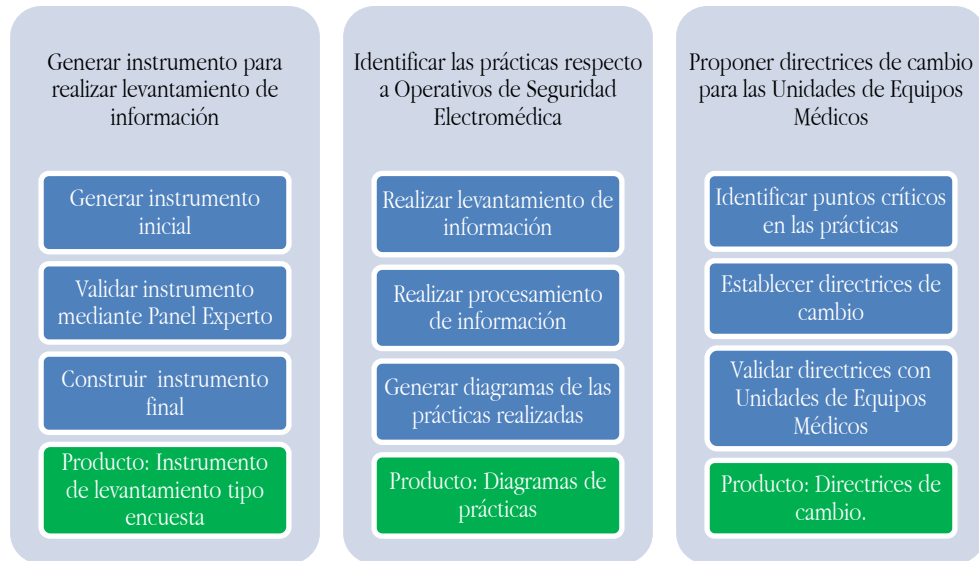 Generar instrumento para
realizar levantamiento de
información
Generar instrumento
inicial
Validar instrumento
mediante Panel Experto
Construir instrumento
final
Producto: Instrumento
de levantamiento tipo
encuesta
Identificar las prácticas respecto
a Operativos de Seguridad
Electromédica
Realizar levantamiento de
información
Realizar procesamiento
de información
Generar diagramas de las
prácticas realizadas
Producto: Diagramas de
prácticas
Proponer directrices de cambio
para las Unidades de Equipos
Médicos
Identificar puntos críticos
en las prácticas
Establecer directrices de
cambio
Validar directrices con
Unidades de Equipos
Médicos
Producto: Directrices de
cambio.